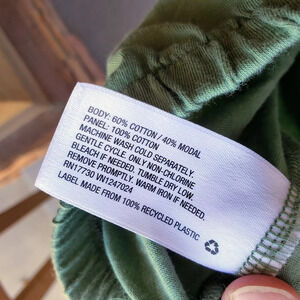 BODY: 60% COTTON / 40% MODAL
PANEL: 100% COTTON
MACHINE WASH COLD SEPARATELY.
GENTLE CYCLE. ONLY NON-CHLORINE
BLEACH IF NEEDED. TUMBLE DRY LOW.
REMOVE PROMPTLY. WARM IRON IF NEEDED.
RN17730 VN1247024
LABEL MADE FROM 100% RECYCLED PLASTIC